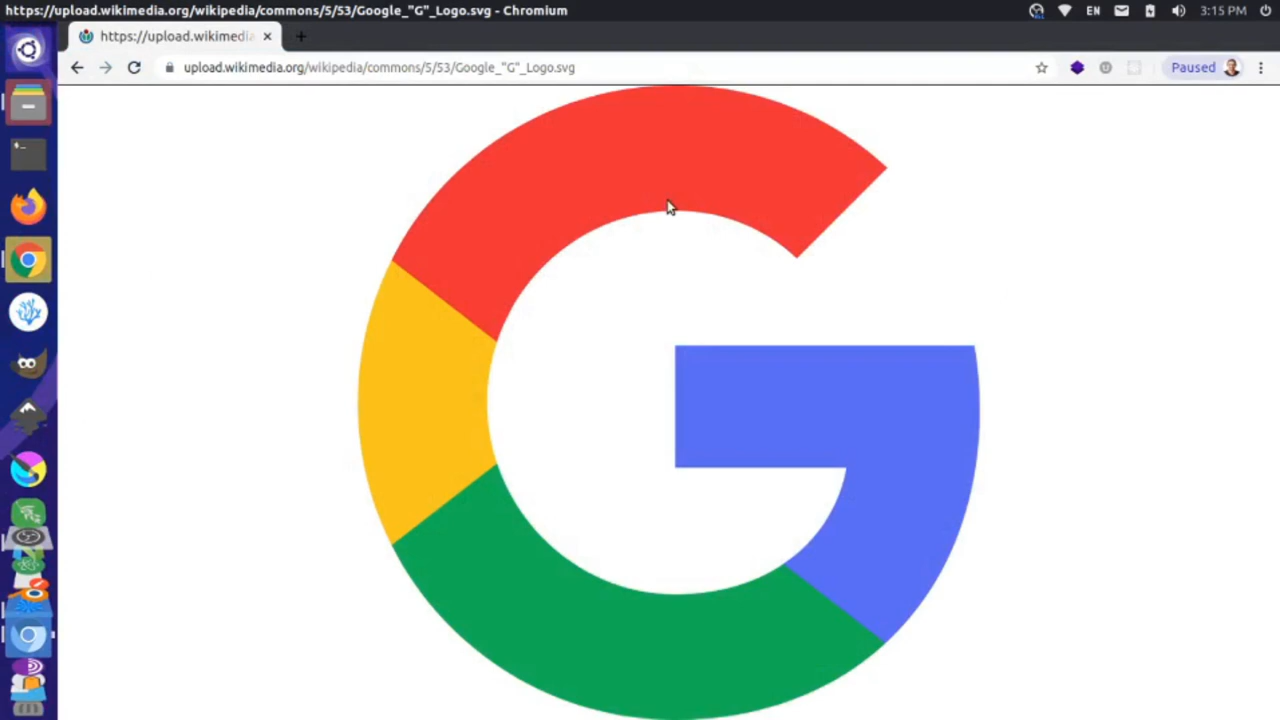 https://upload.wikimedia.org/wikipedia/commons/5/53/Google_"G"_Logo.svg - Chromium
EN
3:15 PM
https://upload.wikimedia
upload.wikimedia.org/wikipedia/commons/5/53/Google_"G"_Logo.svg
Paused
G